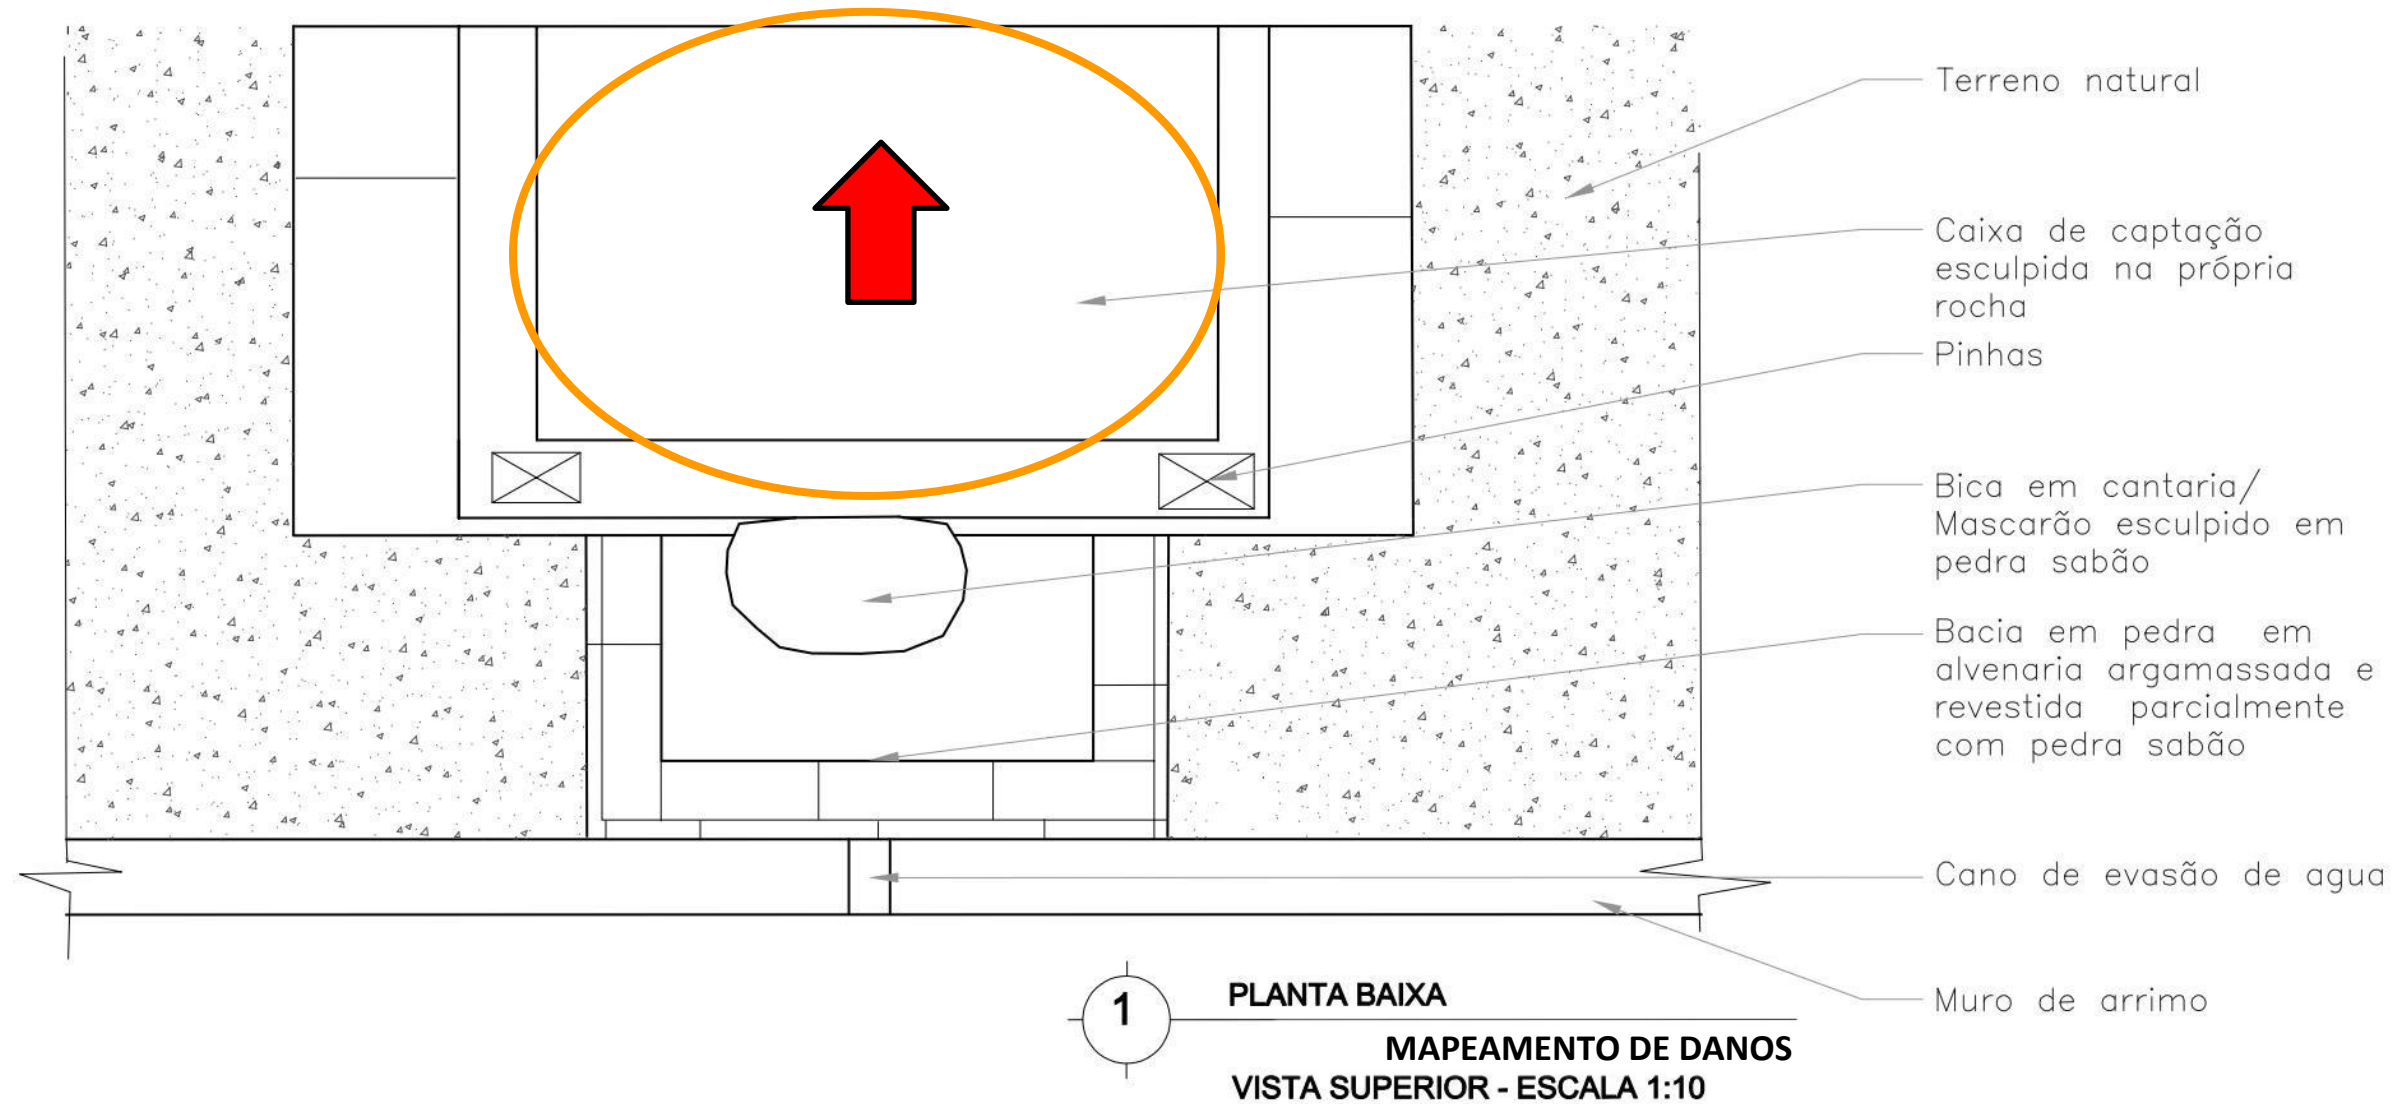 Terreno natural
Caixa de captação
esculpida na própria
rocha
Pinhas
Bica em cantaria/
Mascarão esculpido em
pedra sabão
Bacia em pedra em
alvenaria argamassada e
revestida parcialmente
com pedra sabão
Cano de evasão de agua
Muro de arrimo
1
PLANTA BAIXA
MAPEAMENTO DE DANOS
VISTA SUPERIOR - ESCALA 1:10